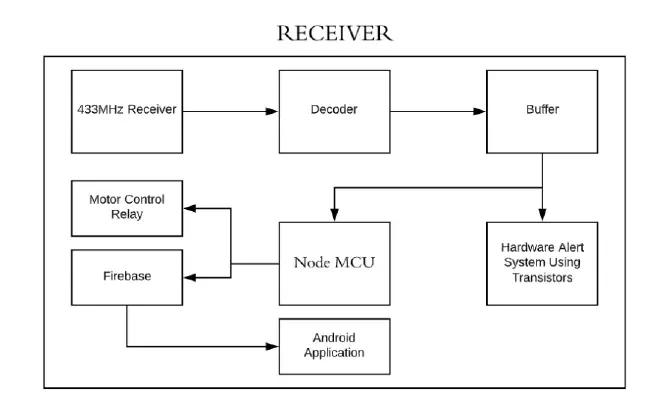 RECEIVER
433MHz Receiver
Decoder
Buffer
Motor Control
Relay
Node MCU
Hardware Alert
System Using
Transistors
Firebase
Android
Application